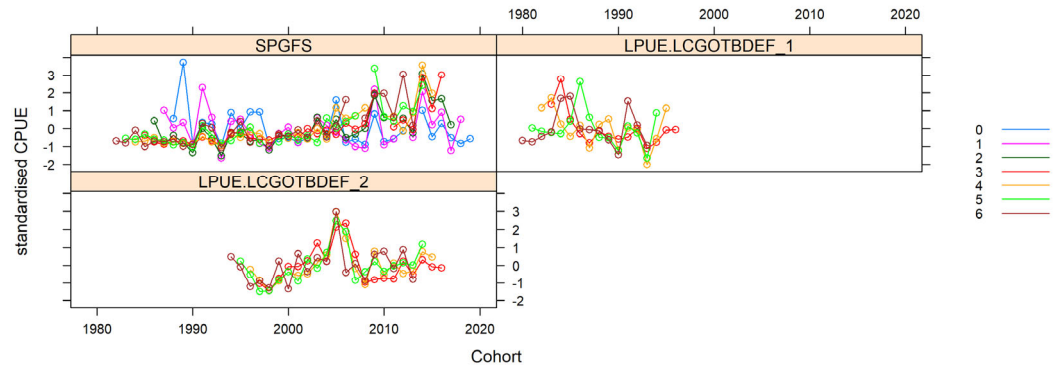 1980 1990 2000 2010 2020
SPGFS
LPUE.LCGOTBDEF_1
3
2
1
0
-1
-2
LPUE.LCGOTBDEF_2
3
2
1
0
-1
-2
1980 1990 2000 2010 2020
standardised CPUE
Cohort
0
1
2
3
4
5
6